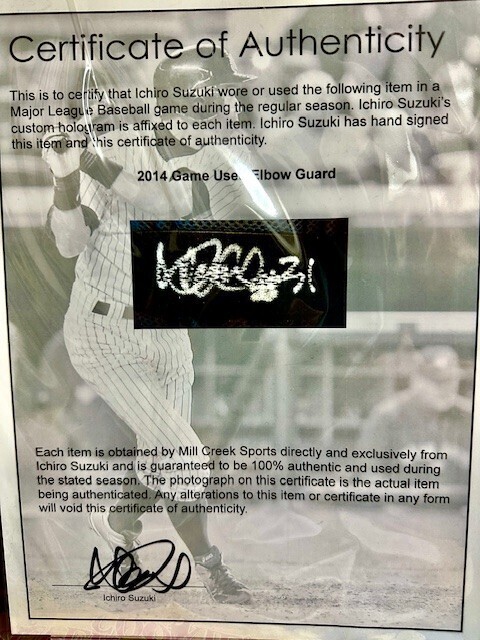 Certificate of Authenticity
This is to certify that Ichiro Suzuki wore or used the following item in a
Major League Baseball game during the regular season. Ichiro Suzuki's
custom hologram is affixed to each item. Ichiro Suzuki has hand signed
this item and this certificate of authenticity.
2014 Game Used Elbow Guard
31
Each item is obtained by Mill Creek Sports directly and exclusively from
Ichiro Suzuki and is guaranteed to be 100% authentic and used during
the stated season. The photograph on this certificate is the actual item
being authenticated. Any alterations to this item or certificate in any form
will void this certificate of authenticity.
Ichiro Suzuki